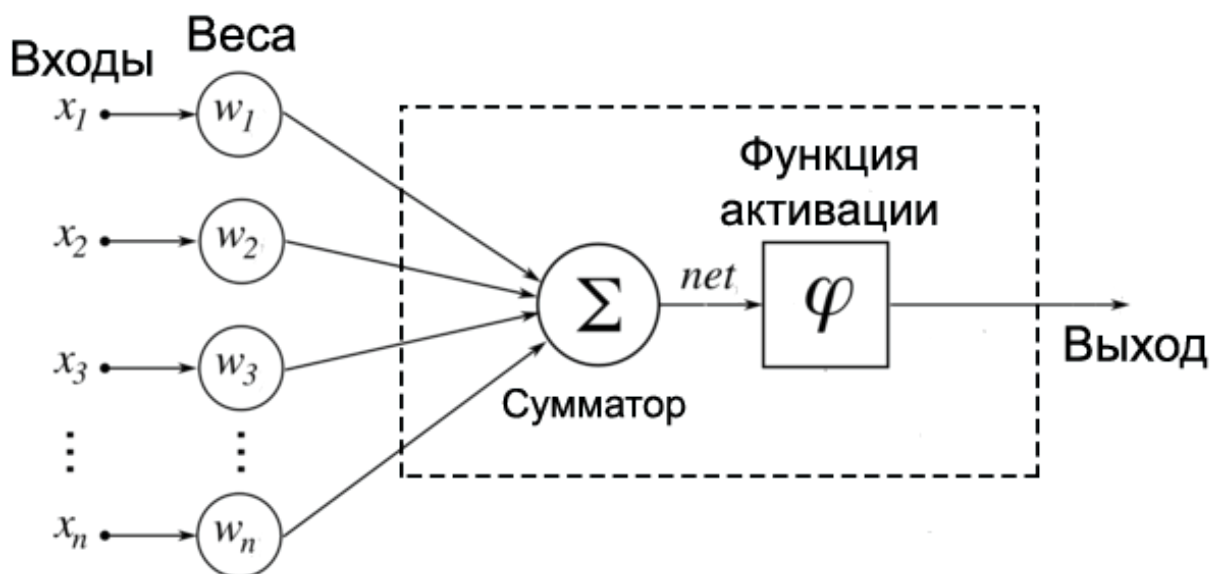 Входы
Веса
x1
w1
x2
w2
x3
w3
xn
wn
Σ
Сумматор
net
Функция
активации
φ
Выход